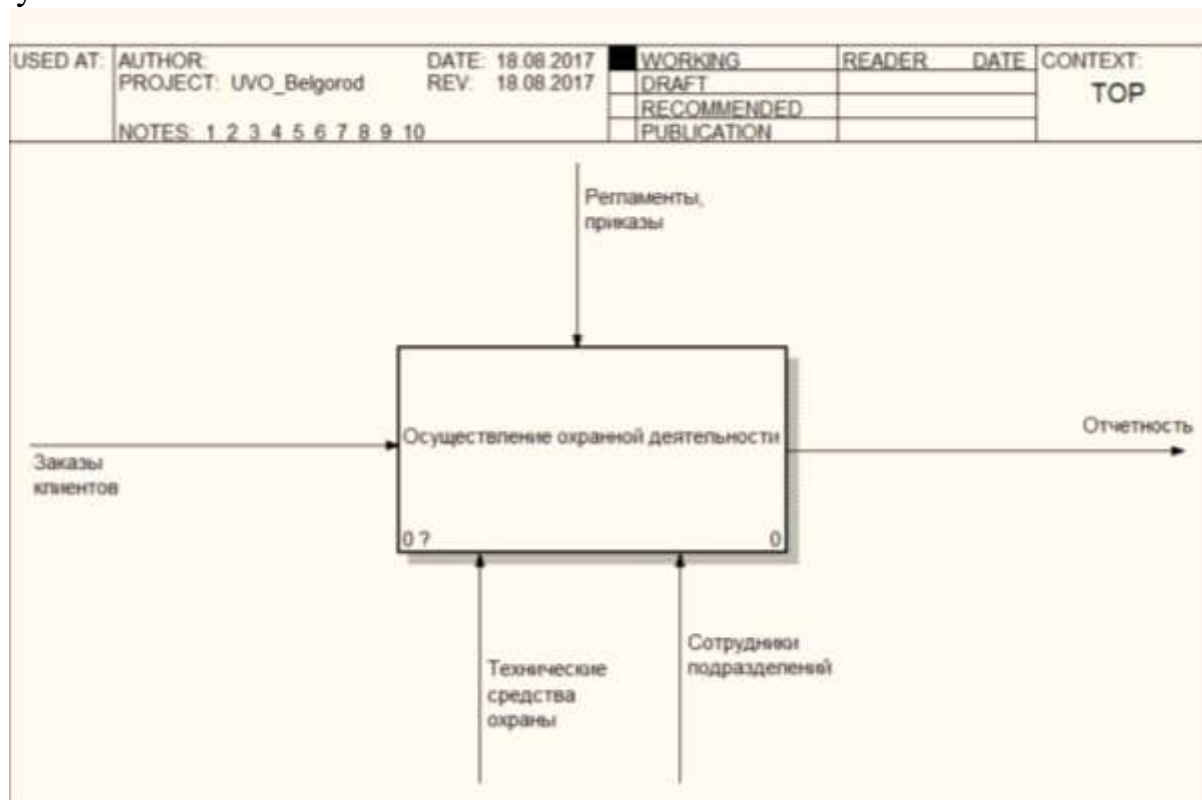 USED AT: AUTHOR: DATE: 18.08.2017 WORKING READER DATE CONTEXT:
PROJECT: UVO_Belgorod REV: 18.08.2017 DRAFT TOP
RECOMMENDED
NOTES: 1 2 3 4 5 6 7 8 9 10 PUBLICATION
Регламенты,
приказы
Осуществление охранной деятельности
Отчетность
Заказы
клиентов
0 ? 0
Сотрудники
подразделений
Технические
средства
охраны